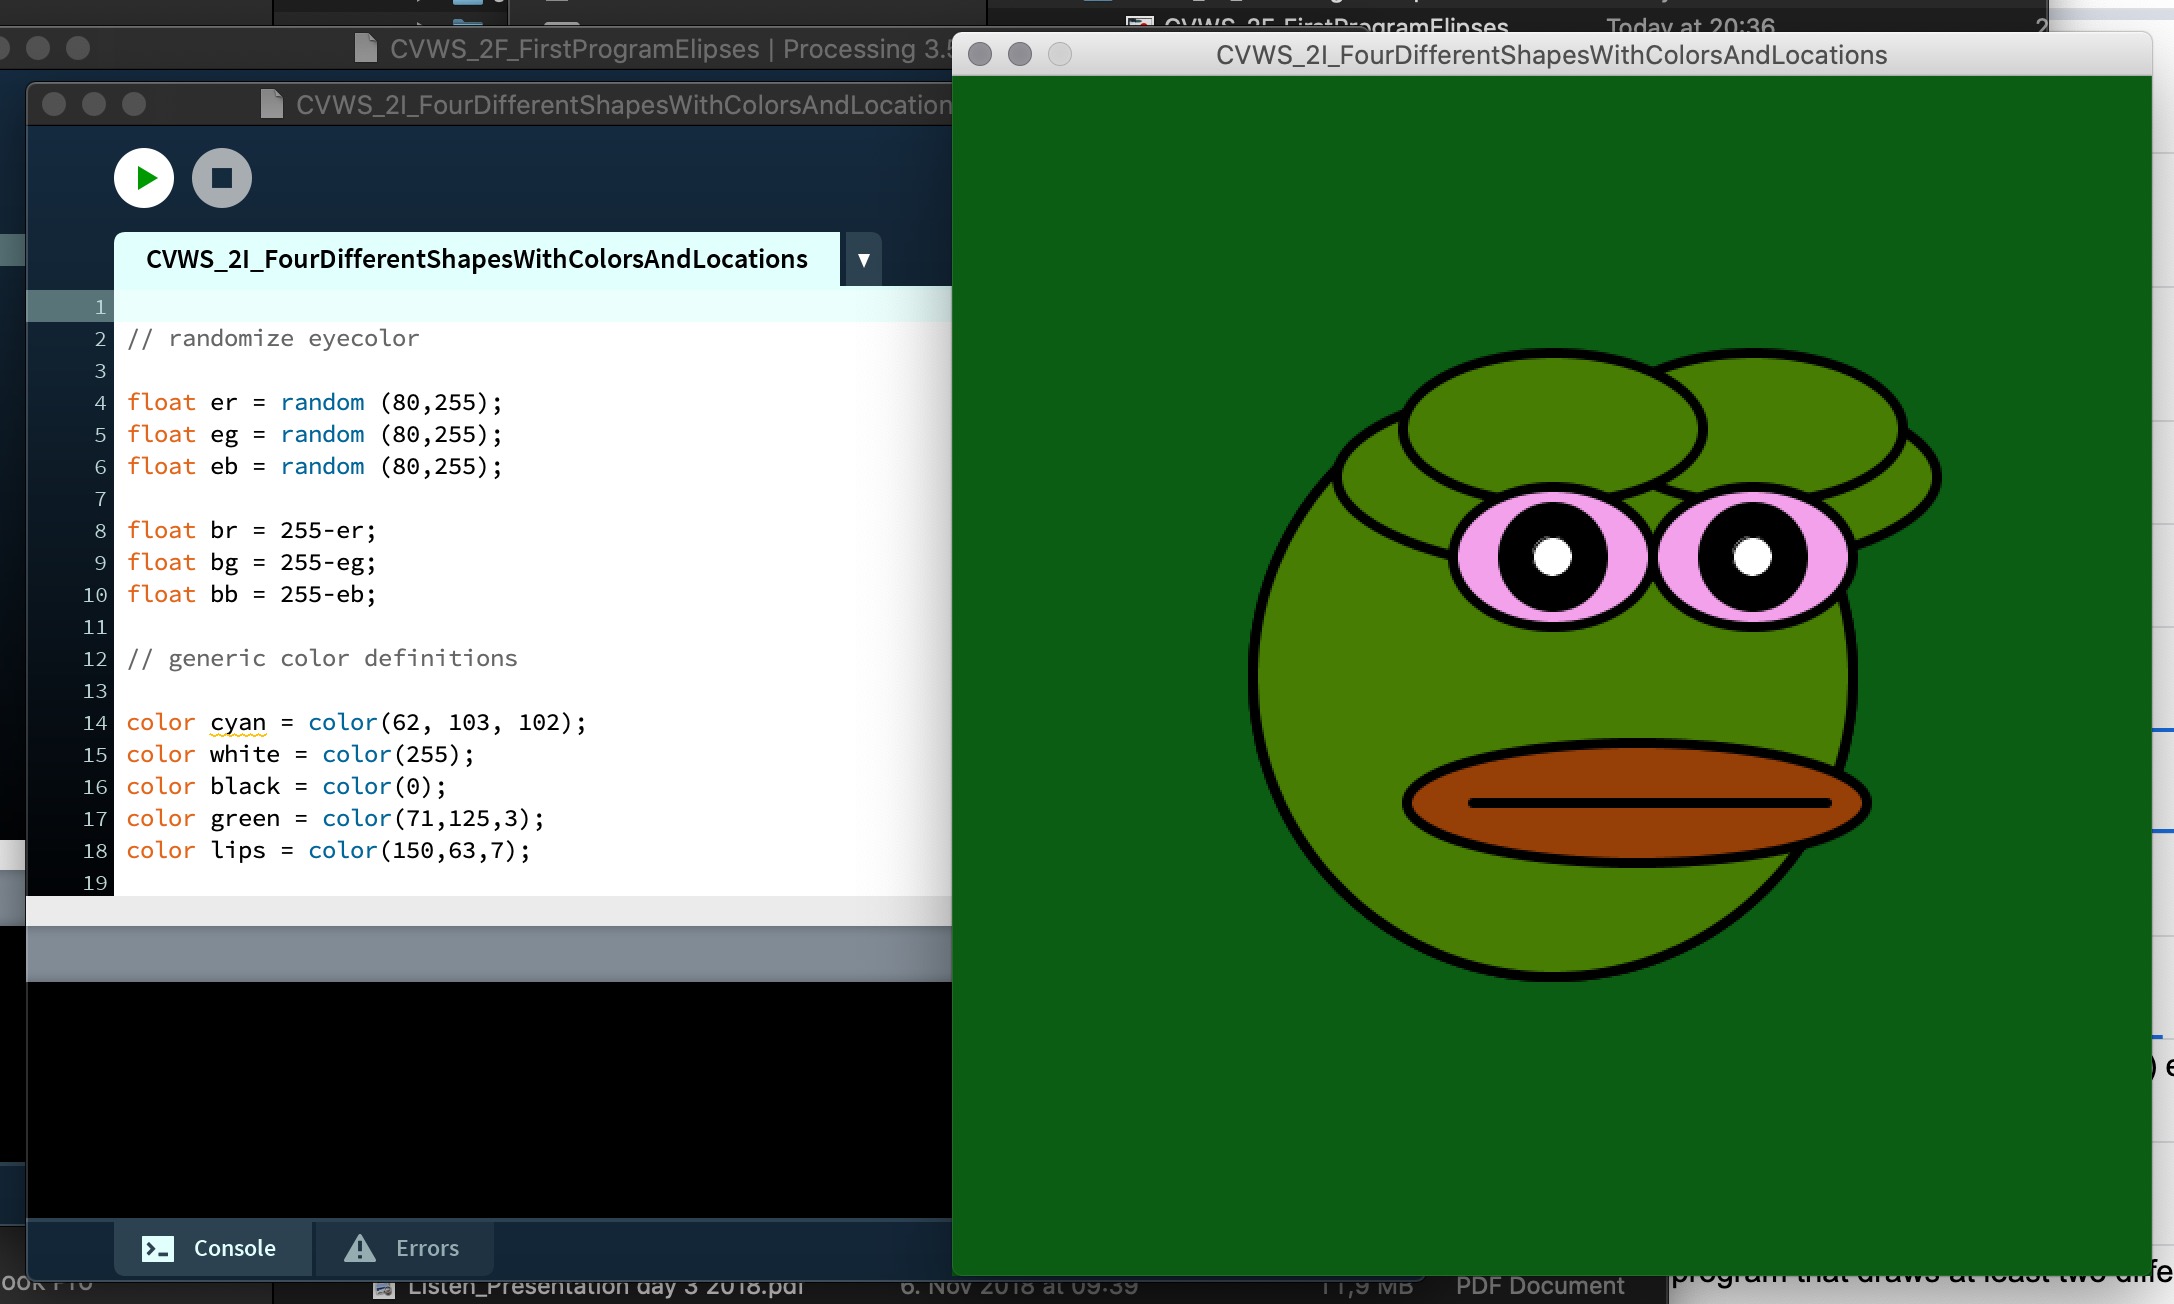 CVWS_2F_FirstProgramElipses Today at 20:36 2
CVWS_2F_FirstProgramElipses | Processing 3.5
CVWS_2I_FourDifferentShapesWithColorsAndLocations
CVWS_2I_FourDifferentShapesWithColorsAndLocation
CVWS_2I_FourDifferentShapesWithColorsAndLocations ▼
1
2 // randomize eyecolor
3
4 float er = random (80,255);
5 float eg = random (80,255);
6 float eb = random (80,255);
7
8 float br = 255-er;
9 float bg = 255-eg;
10 float bb = 255-eb;
11
12 // generic color definitions
13
14 color cyan = color(62, 103, 102);
15 color white = color(255);
16 color black = color(0);
17 color green = color(71,125,3);
18 color lips = color(150,63,7);
19
) e
Console Errors
ook Pro
Listen_Presentation day 3 2018.pdf 6. Nov 2018 at 09:39 11,9 MB PDF Document
program that draws at least two diffe